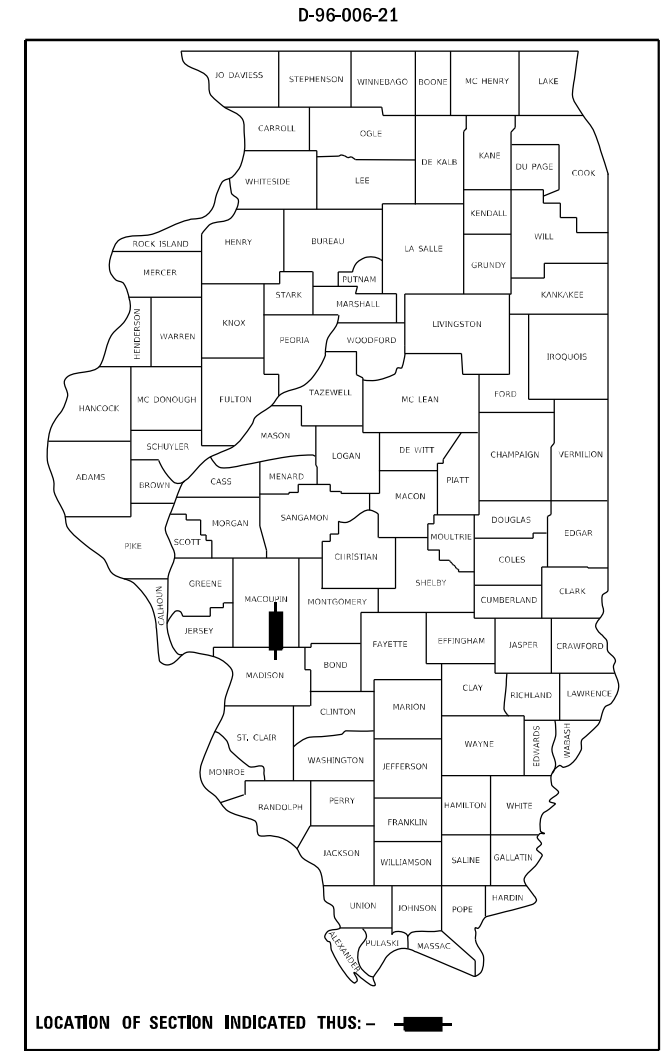 D-96-006-21
JO DAVIESS STEPHENSON WINNEBAGO BOONE MC HENRY LAKE
CARROLL OGLE
DE KALB KANE DU PAGE COOK
WHITESIDE LEE
KENDALL
ROCK ISLAND HENRY BUREAU LA SALLE WILL
MERCER PUTNAM GRUNDY
STARK MARSHALL KANKAKEE
HENDERSON WARREN KNOX PEORIA WOODFORD LIVINGSTON
IROQUOIS
HANCOCK MC DONOUGH FULTON TAZEWELL MC LEAN FORD
MASON
SCHUYLER LOGAN DE WITT CHAMPAIGN VERMILION
ADAMS BROWN CASS MENARD PIATT
MACON
MORGAN SANGAMON DOUGLAS
PIKE SCOTT MOULTRIE EDGAR
CHRISTIAN COLES
GREENE SHELBY
CALHOUN MACOUPIN MONTGOMERY CUMBERLAND CLARK
JERSEY FAYETTE EFFINGHAM JASPER CRAWFORD
BOND
MADISON CLAY
RICHLAND LAWRENCE
CLINTON MARION
ST. CLAIR WAYNE EDWARDS WABASH
WASHINGTON JEFFERSON
MONROE
RANDOLPH PERRY HAMILTON WHITE
FRANKLIN
JACKSON WILLIAMSON SALINE GALLATIN
UNION JOHNSON POPE HARDIN
ALEXANDER PULASKI MASSAC
LOCATION OF SECTION INDICATED THUS: –